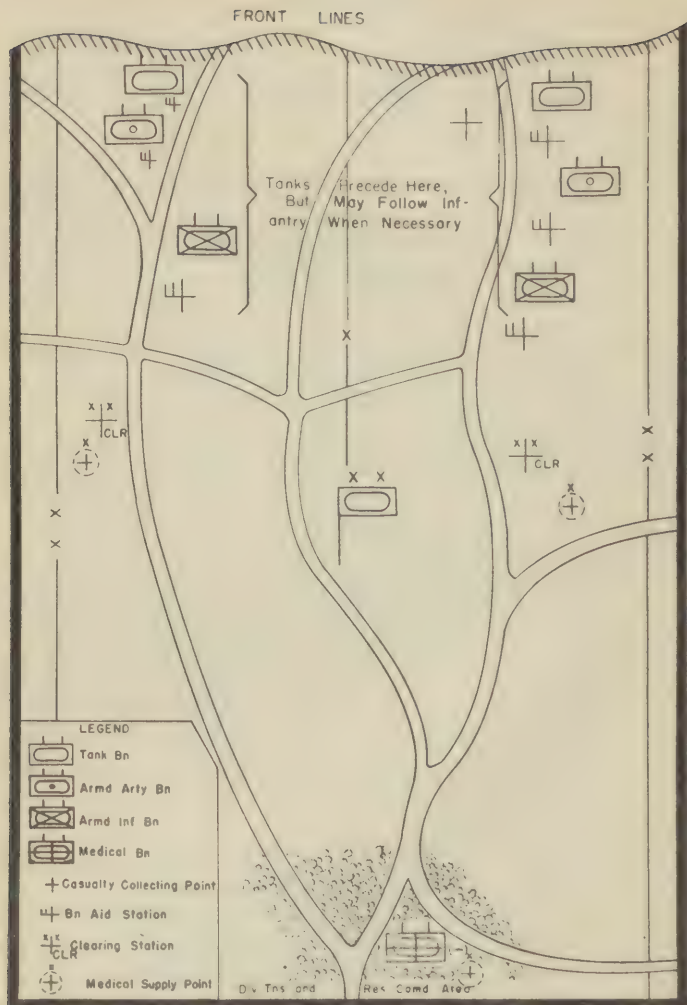 FRONT LINES
Tanks Precede Here,
But May Follow Inf-
antry When Necessary
X
X X
CLR
X
X X
CLR
X
X
X
X
X
X X
LEGEND
Tank Bn
Armd Arty Bn
Armd Inf Bn
Medical Bn
Casualty Collecting Point
Bn Aid Station
X X
Clearing Station
CLR
X
Medical Supply Point
X
Div Tns and Res Comd Area